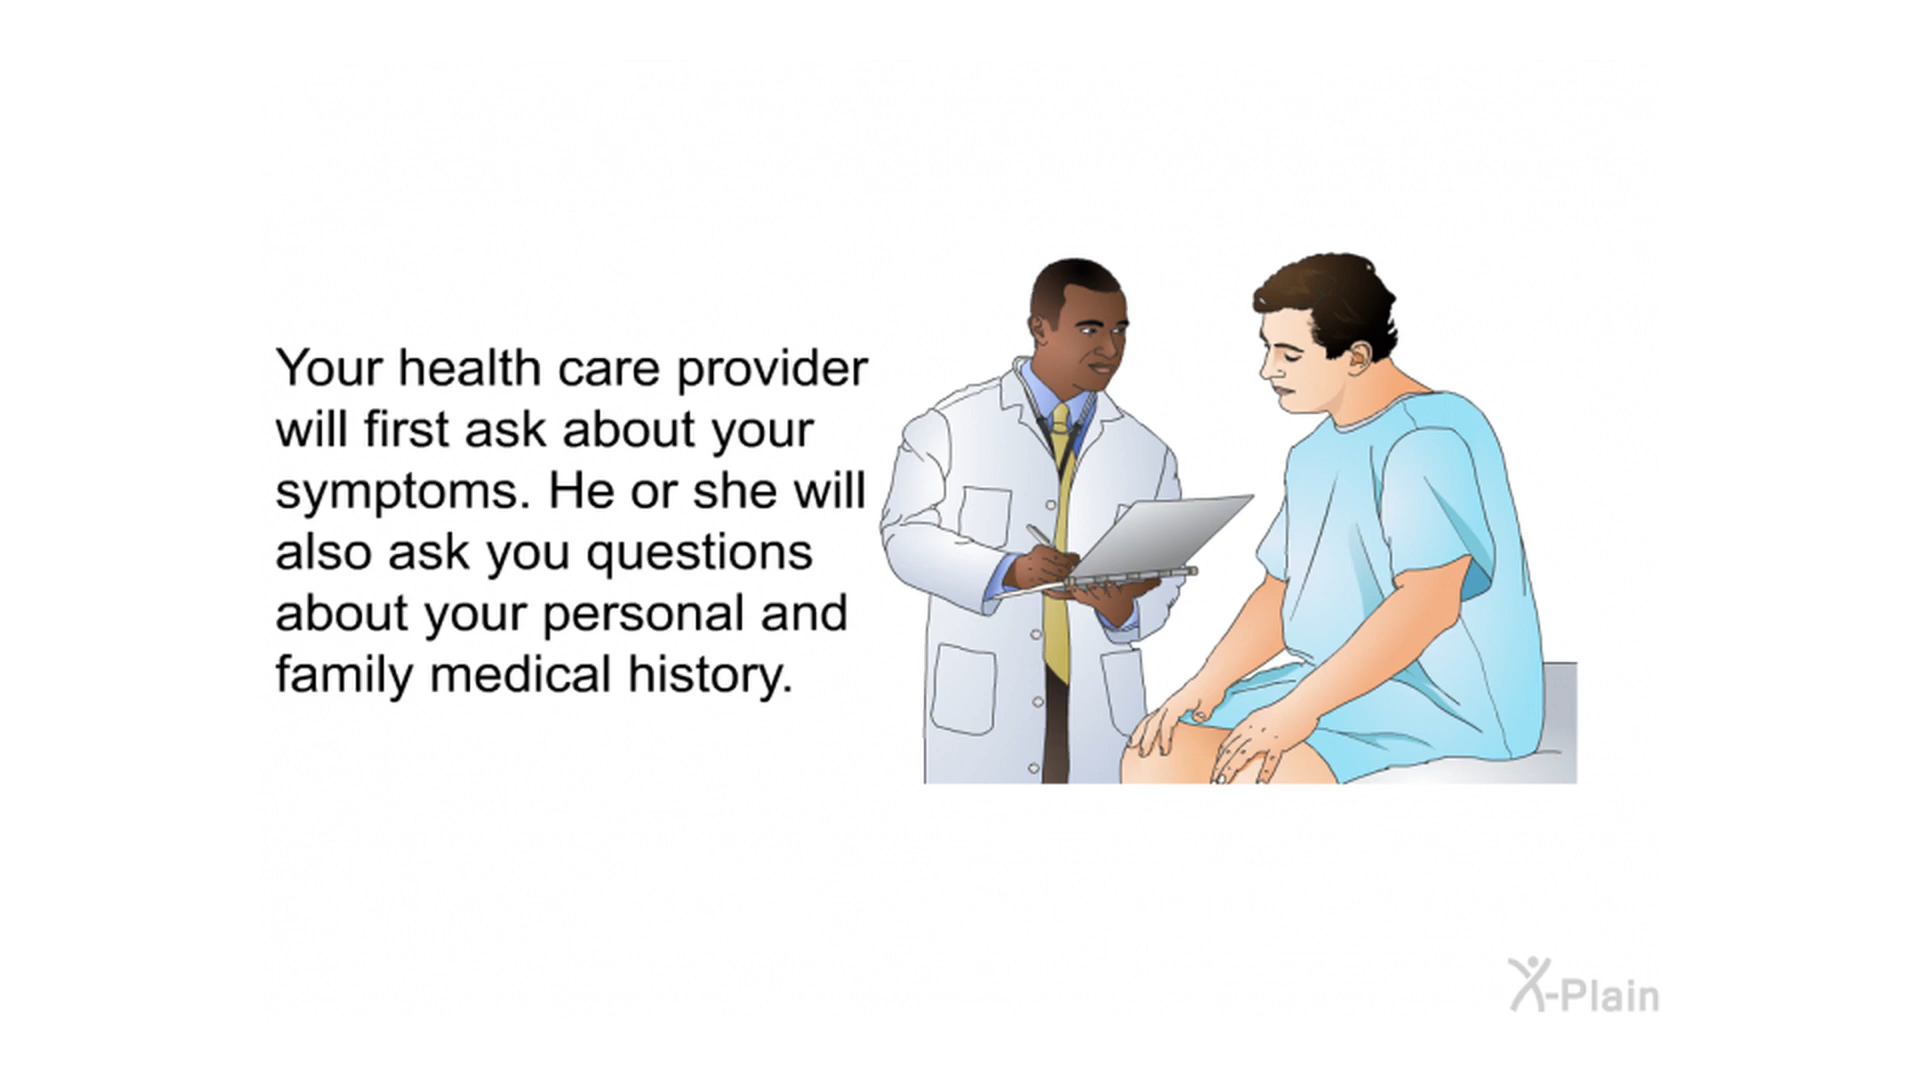 Your health care provider
will first ask about your
symptoms. He or she will
also ask you questions
about your personal and
family medical history.
X-Plain